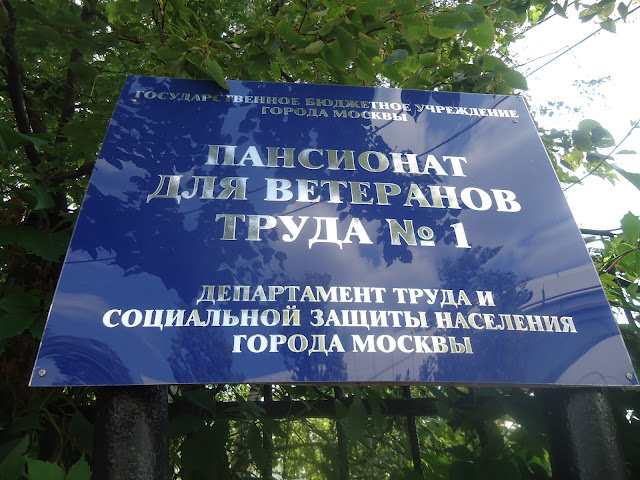 ГОСУДАРСТВЕННОЕ БЮДЖЕТНОЕ УЧРЕЖДЕНИЕ
ГОРОДА МОСКВЫ
ПАНСИОНАТ
ДЛЯ ВЕТЕРАНОВ
ТРУДА № 1
ДЕПАРТАМЕНТ ТРУДА И
СОЦИАЛЬНОЙ ЗАЩИТЫ НАСЕЛЕНИЯ
ГОРОДА МОСКВЫ